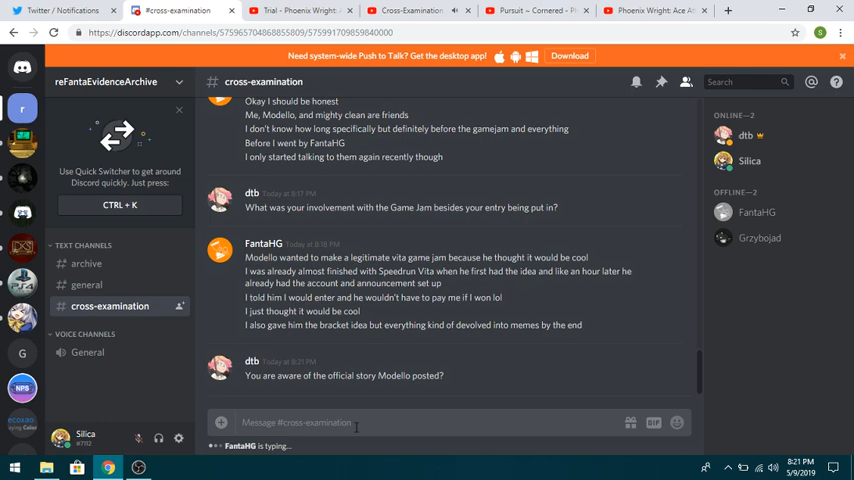 Twitter / Notifications
#cross-examination
Trial - Phoenix Wright: A
Cross-Examination
Pursuit ~ Cornered - Ph
Phoenix Wright: Ace At
https://discordapp.com/channels/575965107355000833/575991709859840000
S
Need system-wide Push to Talk? Get the desktop app!
Download
reFantaEvidenceArchive
# cross-examination
Search
Use Quick Switcher to get around
Discord quickly. Just press:
CTRL + K
TEXT CHANNELS
# archive
# general
# cross-examination
VOICE CHANNELS
General
r
G
NPS
Silica
#7112
Okay I should be honest
Me, Modello, and mighty clean are friends
I don't know how long specifically but definitely before the gamejam and everything
Before I went by FantaHG
I only started talking to them again recently though
dtb Today at 8:17 PM
What was your involvement with the Game Jam besides your entry being put in?
FantaHG Today at 8:18 PM
Modello wanted to make a legitimate vita game jam because he thought it would be cool
I was already almost finished with Speedrun Vita when he first had the idea and like an hour later he
already had the account and announcement set up
I told him I would enter and he wouldn't have to pay me if I won lol
I just thought it would be cool
I also gave him the bracket idea but everything kind of devolved into memes by the end
dtb Today at 8:21 PM
You are aware of the official story Modello posted?
Message #cross-examination
GIF
FantaHG is typing...
ONLINE—2
dtb
Silica
OFFLINE—2
FantaHG
Grzybojad
8:21 PM
5/9/2019